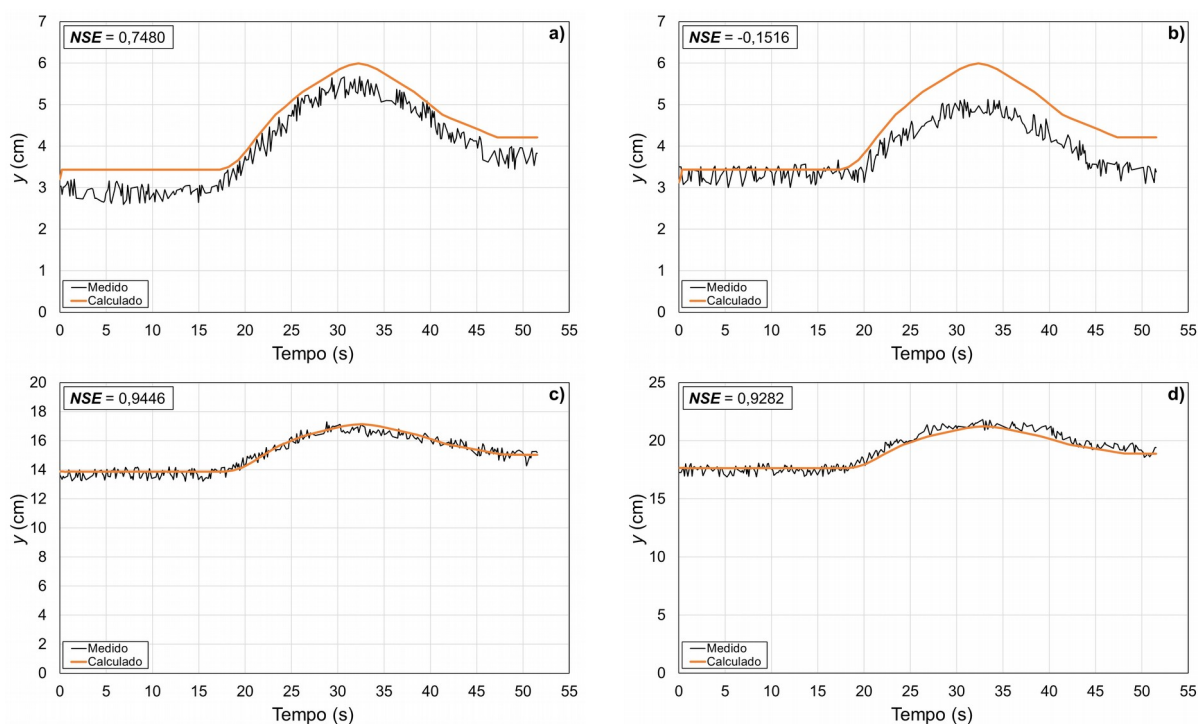 NSE = 0,7480
a)
7
6
5
4
3
2
1
0
y (cm)
Medido
Calculado
0 5 10 15 20 25 30 35 40 45 50 55
Tempo (s)
NSE = -0,1516
b)
7
6
5
4
3
2
1
0
y (cm)
Medido
Calculado
0 5 10 15 20 25 30 35 40 45 50 55
Tempo (s)
NSE = 0,9446
c)
20
18
16
14
12
10
8
6
4
2
0
y (cm)
Medido
Calculado
0 5 10 15 20 25 30 35 40 45 50 55
Tempo (s)
NSE = 0,9282
d)
25
20
15
10
5
0
y (cm)
Medido
Calculado
0 5 10 15 20 25 30 35 40 45 50 55
Tempo (s)